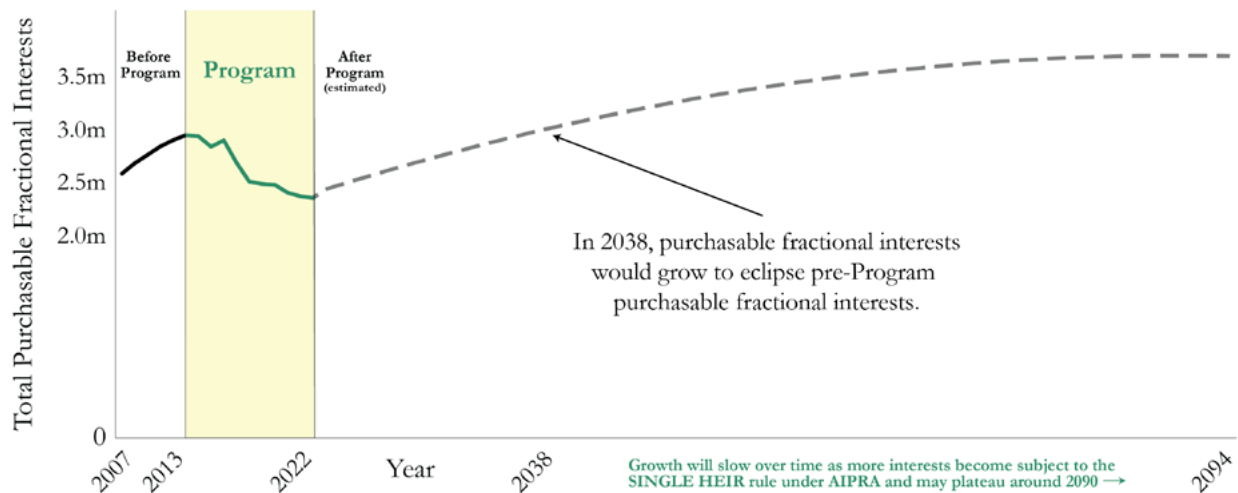 Total Purchasable Fractional Interests
3.5m
3.0m
2.5m
2.0m
0
Before
Program
Program
After
Program
(estimated)
In 2038, purchasable fractional interests
would grow to eclipse pre-Program
purchasable fractional interests.
2007
2013
2022
Year
2038
2094
Growth will slow over time as more interests become subject to the
SINGLE HEIR rule under AIPRA and may plateau around 2090 →